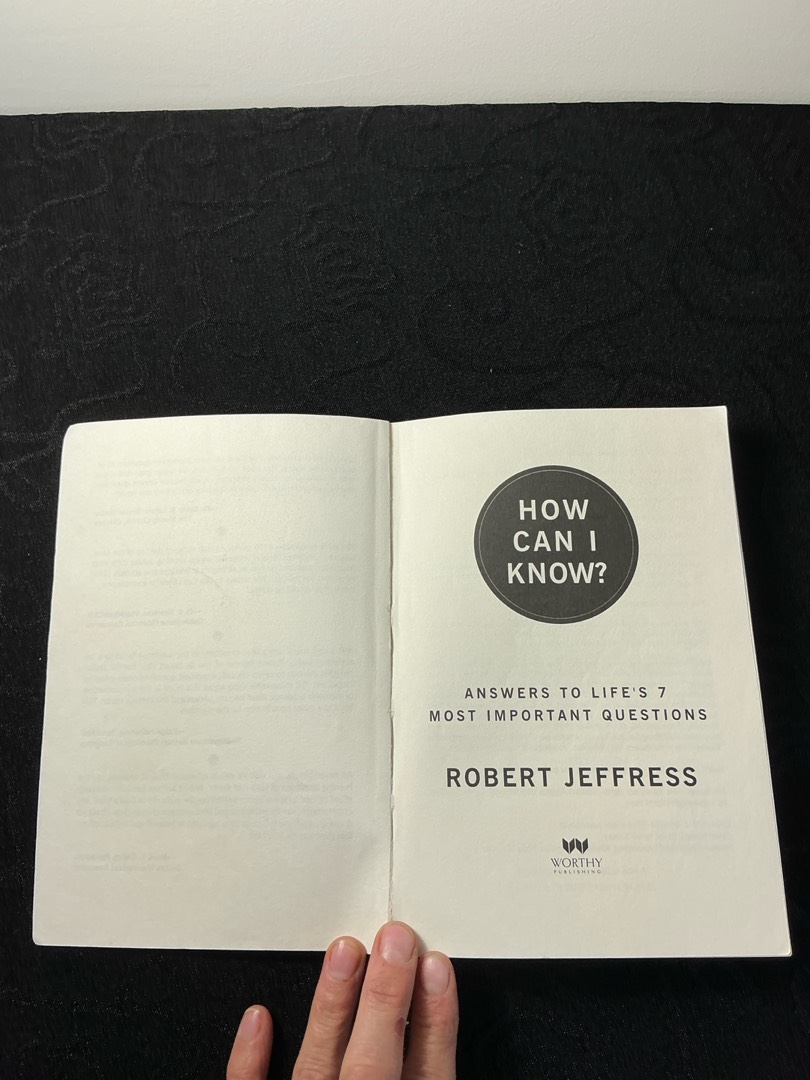 HOW
CAN I
KNOW?
ANSWERS TO LIFE'S 7
MOST IMPORTANT QUESTIONS
ROBERT JEFFRESS
WORTHY
PUBLISHING